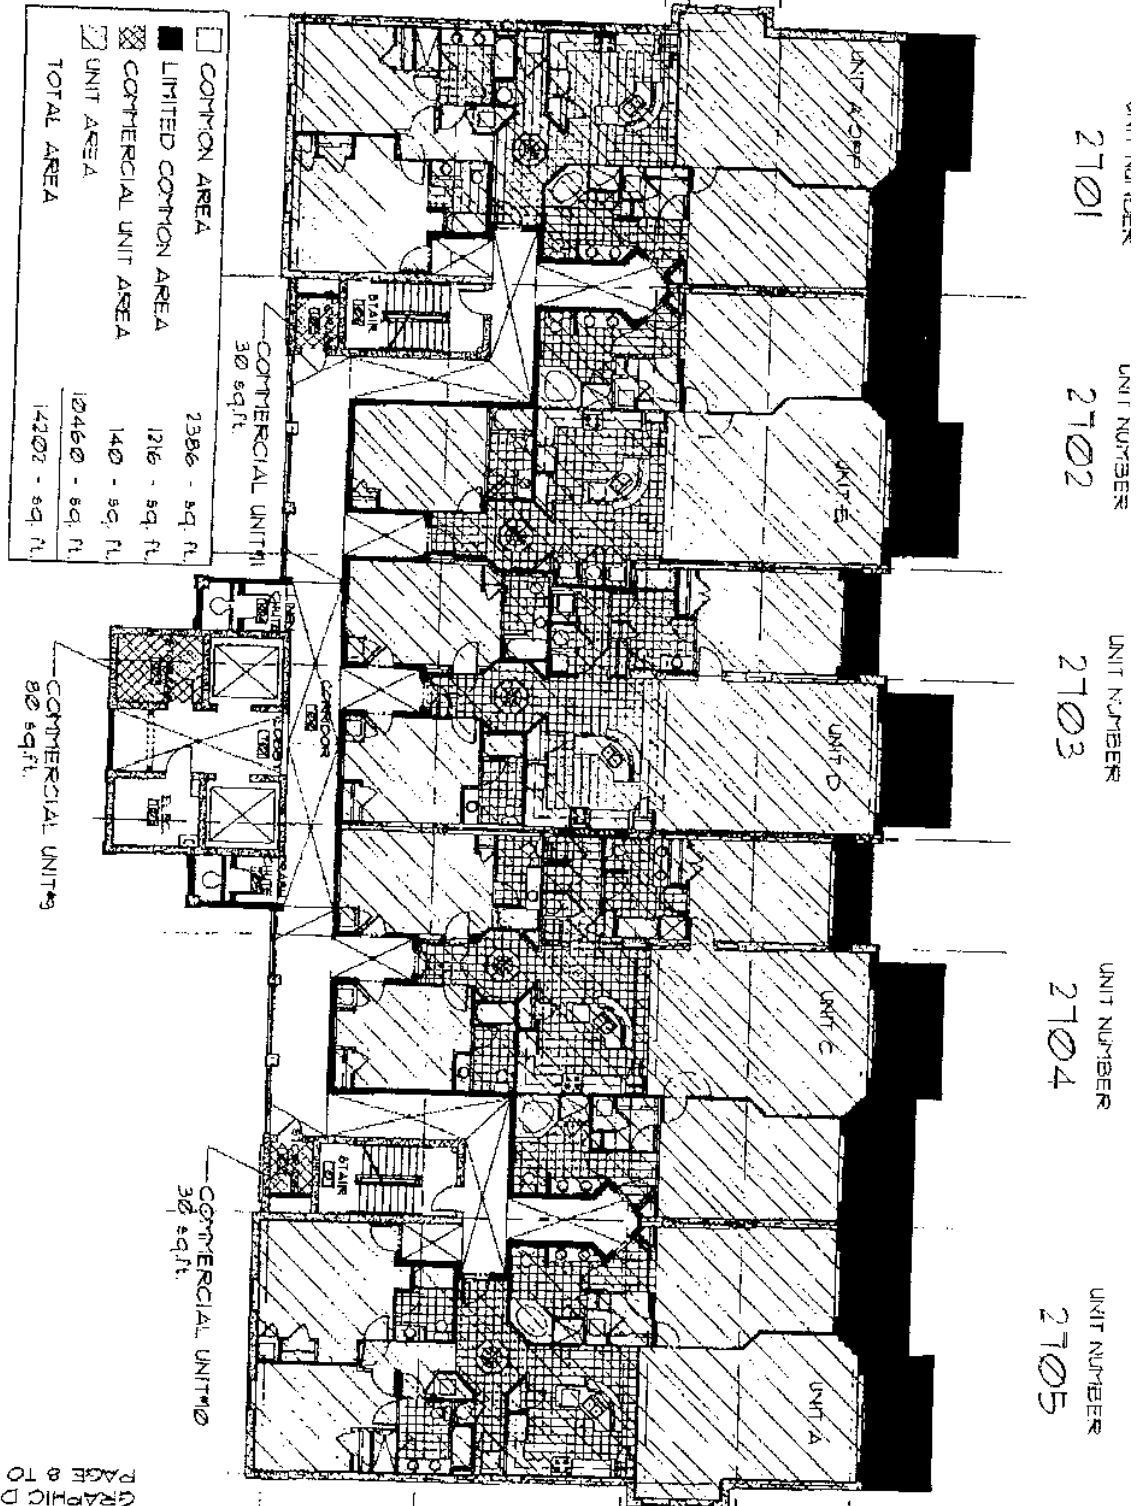 UNIT NUMBER
2701
UNIT NUMBER
2702
UNIT NUMBER
2703
UNIT NUMBER
2704
UNIT NUMBER
2705
UNIT A OPP
UNIT E
UNIT D
UNIT C
UNIT A
STAIR
CORRIDOR
LOBBY
ELEC
STAIR
COMMERCIAL UNIT#11
30 sq.ft.
COMMERCIAL UNIT#9
80 sq.ft.
COMMERCIAL UNIT#10
30 sq.ft.
COMMON AREA 2386 - sq. ft.
LIMITED COMMON AREA 1216 - sq. ft.
COMMERCIAL UNIT AREA 140 - sq. ft.
UNIT AREA 10460 - sq. ft.
TOTAL AREA 14202 - sq. ft.
GRAPHIC D
PAGE 8 TO